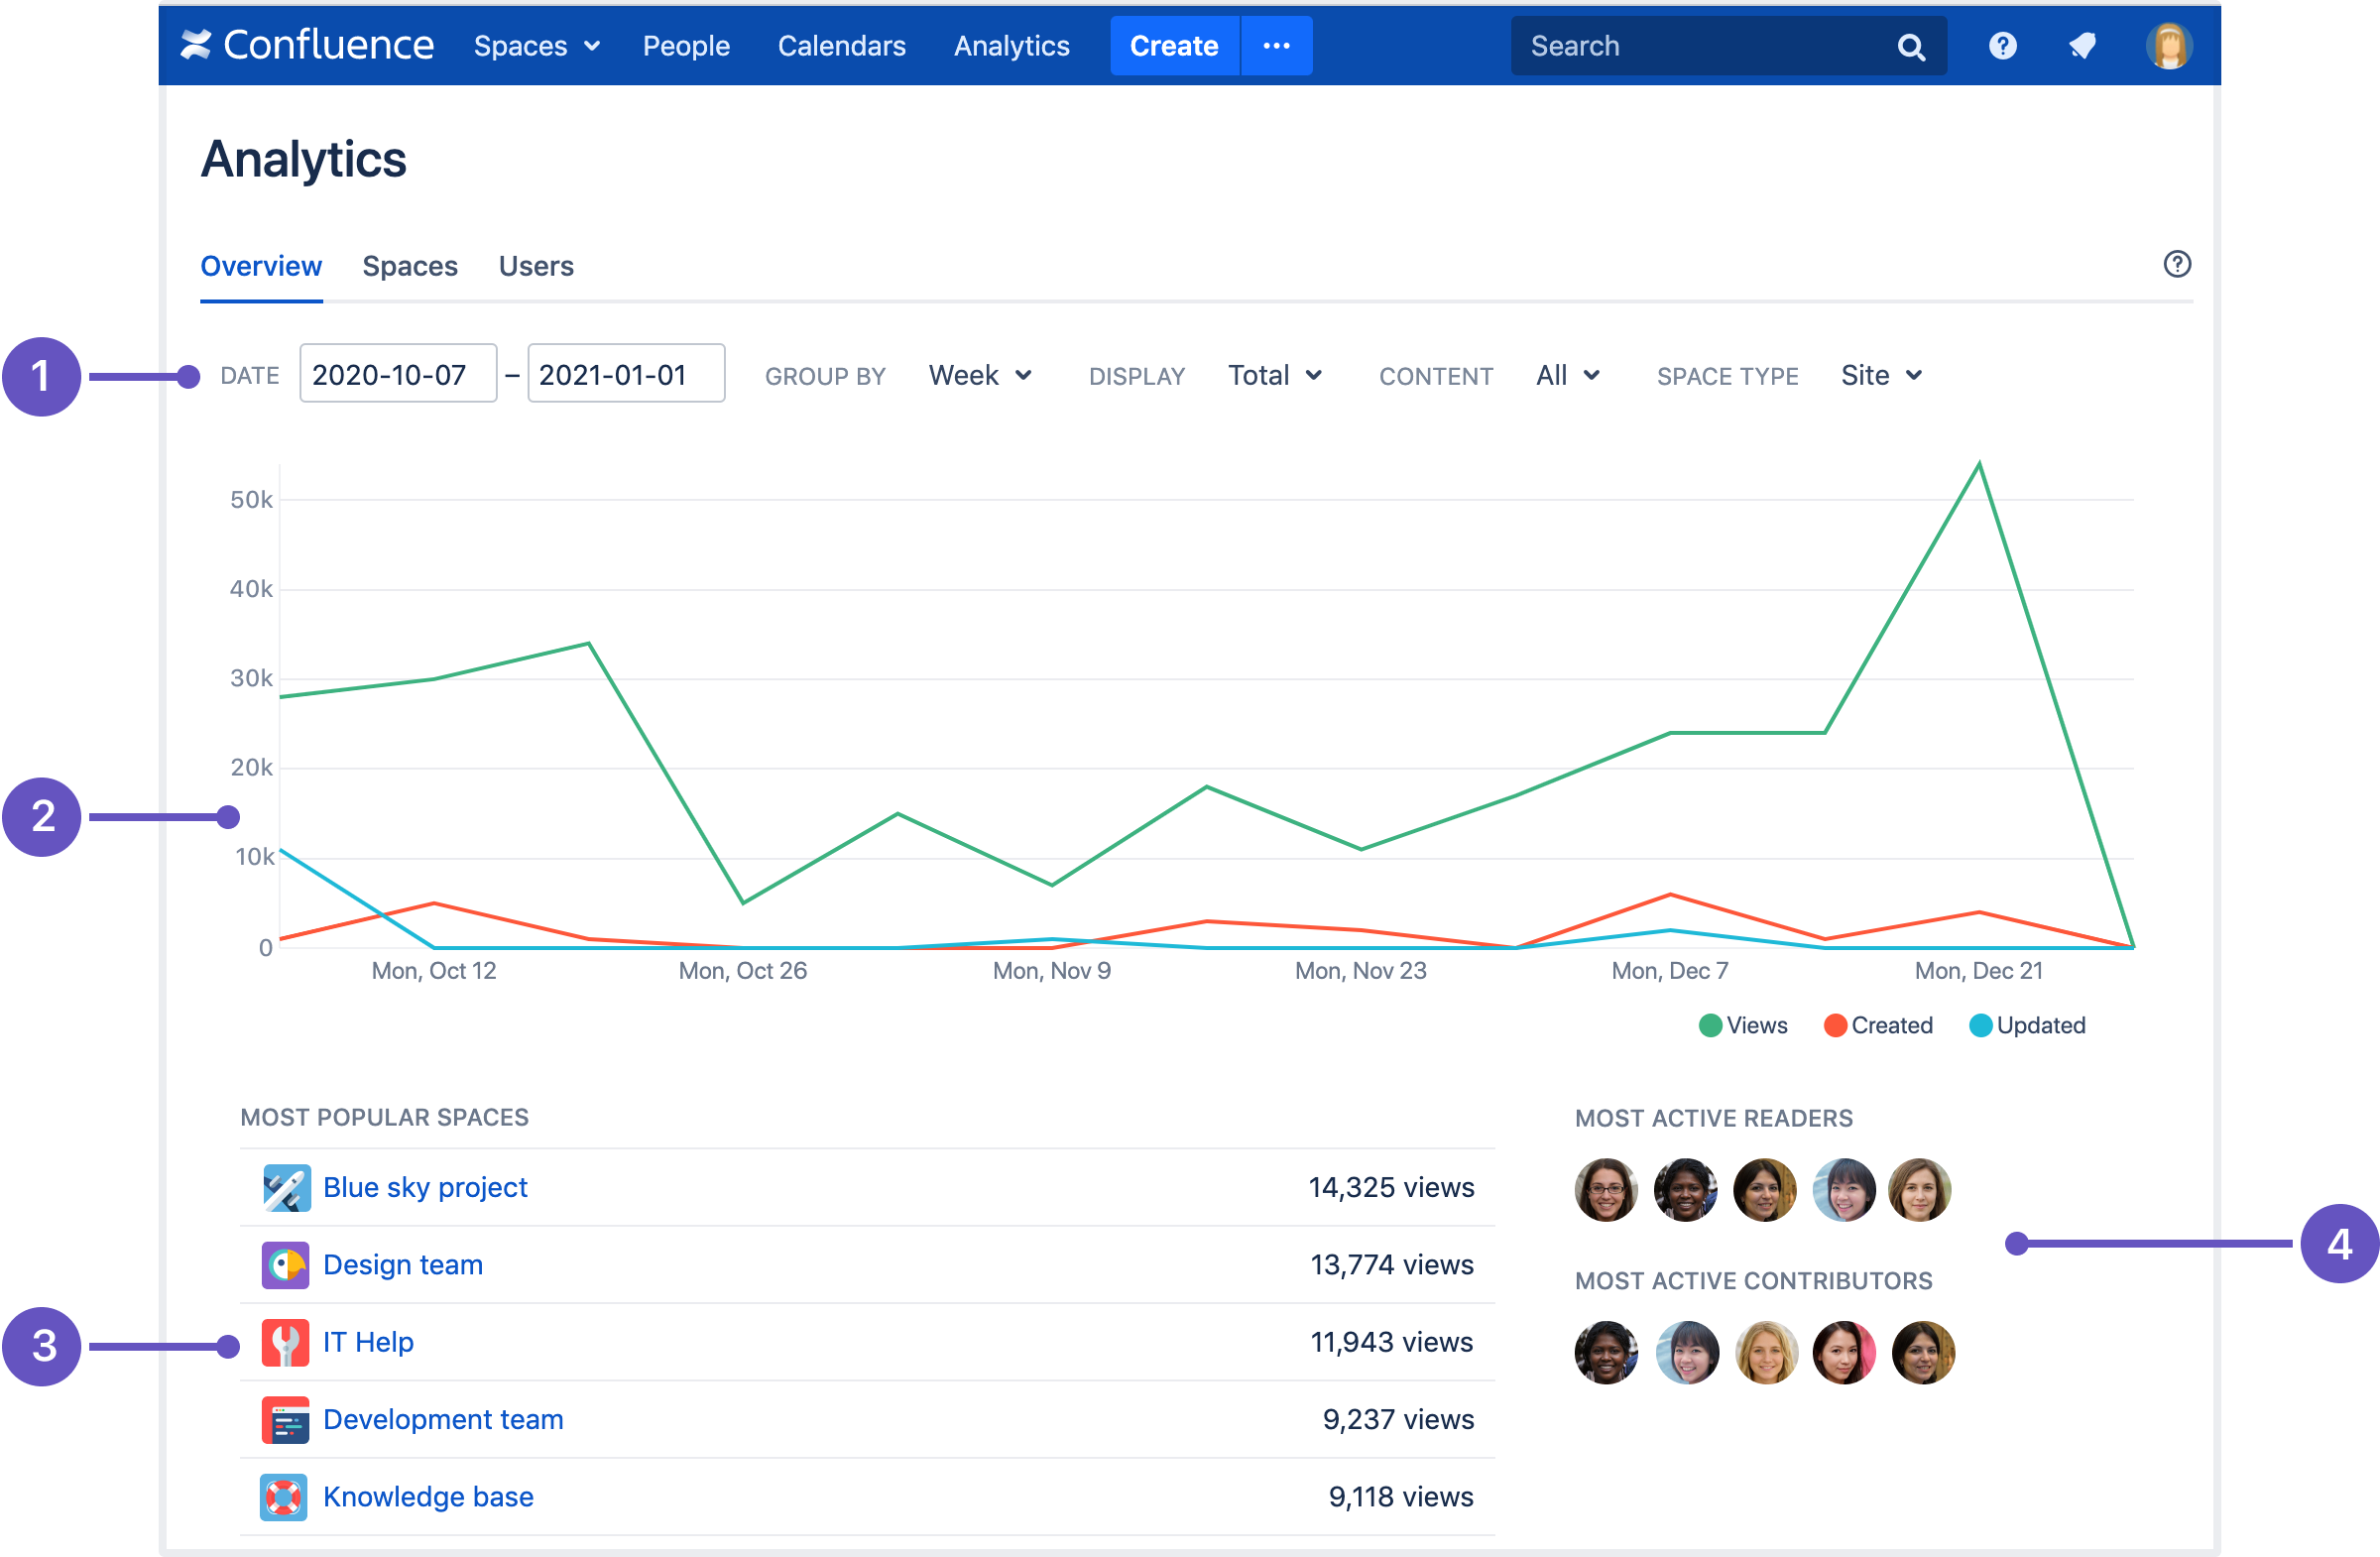 Confluence Spaces People Calendars Analytics Create ••• Search ?
Analytics
Overview Spaces Users ?
1 DATE 2020-10-07 – 2021-01-01 GROUP BY Week DISPLAY Total CONTENT All SPACE TYPE Site
50k
40k
30k
20k
2
10k
0
Mon, Oct 12 Mon, Oct 26 Mon, Nov 9 Mon, Nov 23 Mon, Dec 7 Mon, Dec 21
Views Created Updated
MOST POPULAR SPACES
Blue sky project 14,325 views
Design team 13,774 views
3 IT Help 11,943 views
Development team 9,237 views
Knowledge base 9,118 views
MOST ACTIVE READERS
4
MOST ACTIVE CONTRIBUTORS